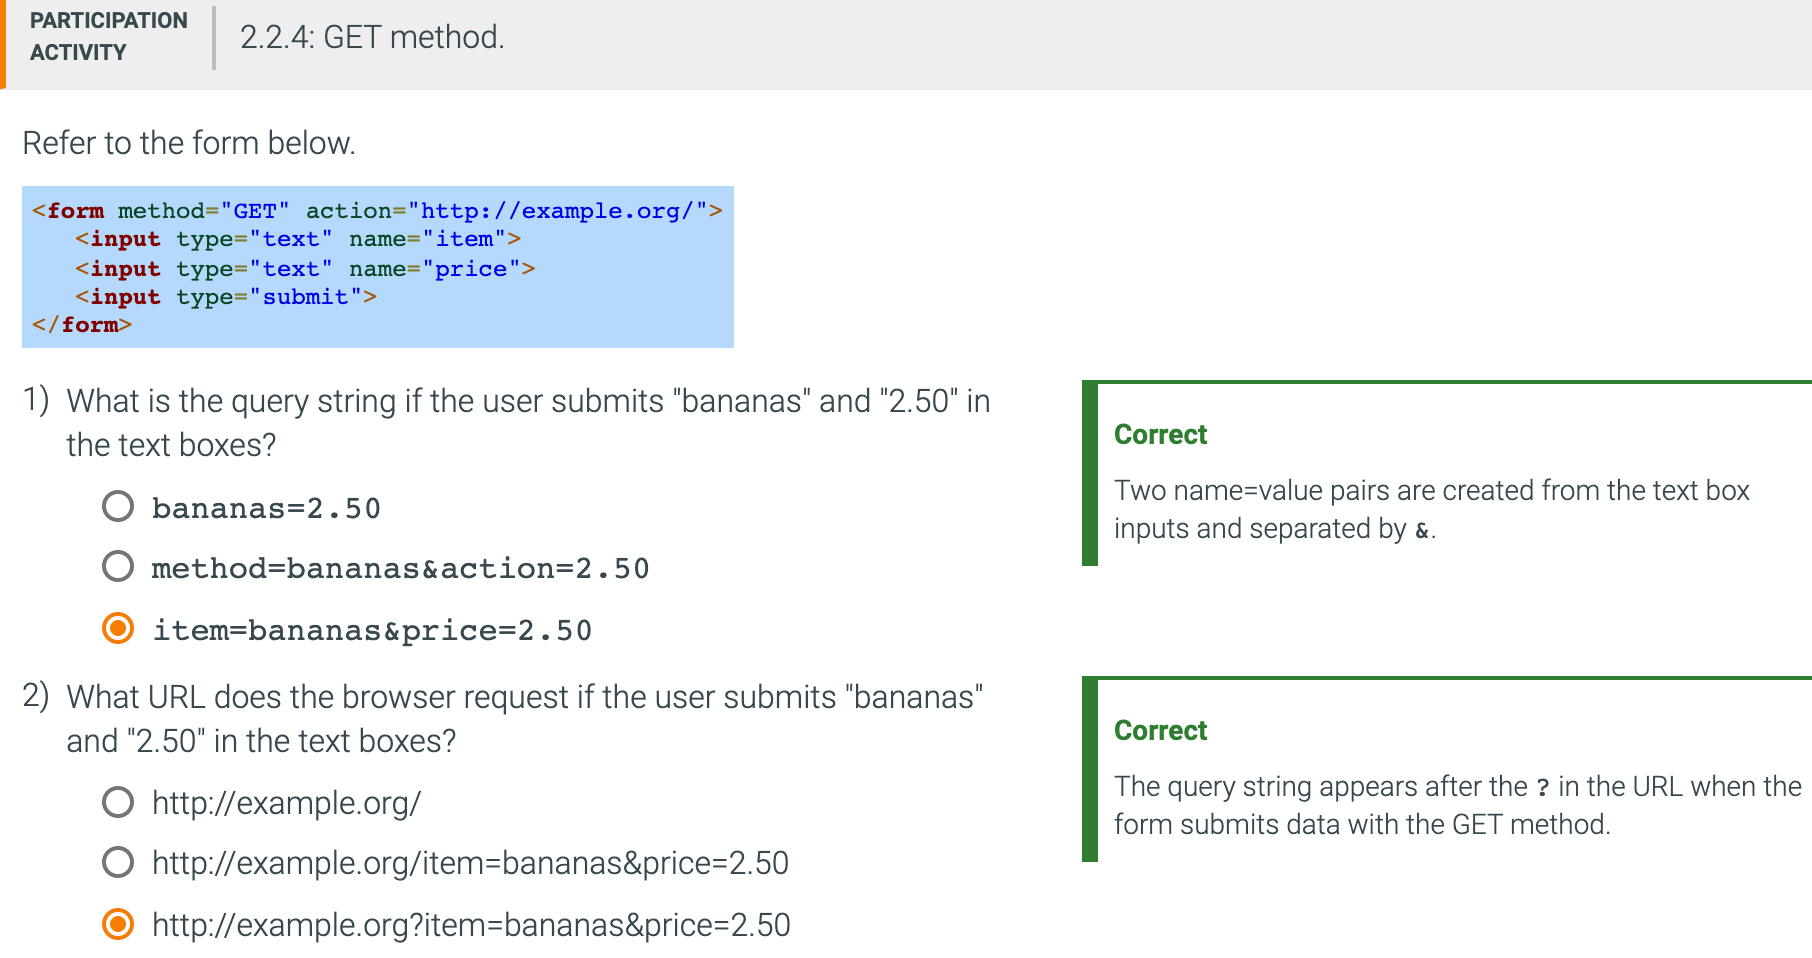 PARTICIPATION
ACTIVITY
2.2.4: GET method.
Refer to the form below.
<form method="GET" action="http://example.org/">
   <input type="text" name="item">
   <input type="text" name="price">
   <input type="submit">
</form>
1) What is the query string if the user submits "bananas" and "2.50" in
the text boxes?
bananas=2.50
method=bananas&action=2.50
item=bananas&price=2.50
Correct
Two name=value pairs are created from the text box
inputs and separated by &.
2) What URL does the browser request if the user submits "bananas"
and "2.50" in the text boxes?
http://example.org/
http://example.org/item=bananas&price=2.50
http://example.org?item=bananas&price=2.50
Correct
The query string appears after the ? in the URL when the
form submits data with the GET method.